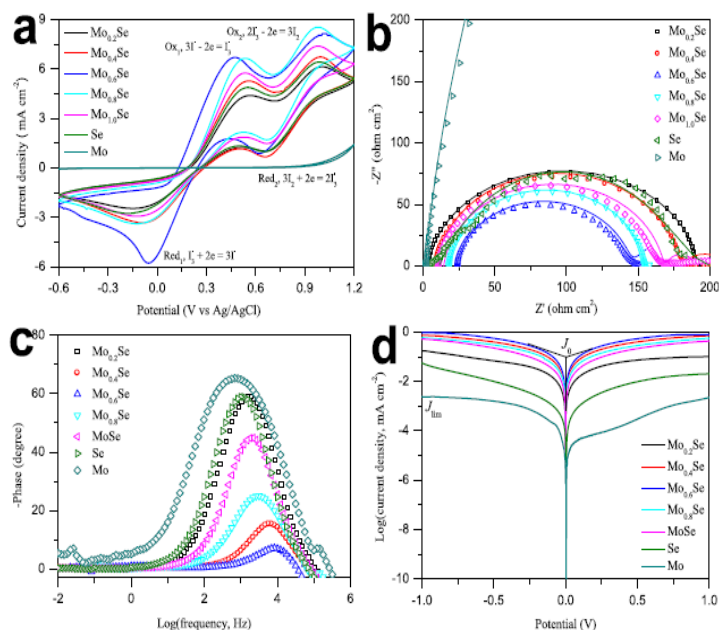 a
Mo0.2Se
Mo0.4Se
Mo0.6Se
Mo0.8Se
Mo1.0Se
Se
Mo
Ox2, 2I3- - 2e = 3I2
Ox1, 3I- - 2e = I3-
Red2, 3I2 + 2e = 2I3-
Red1, I3- + 2e = 3I-
Current density ( mA cm-2)
9
6
3
0
-3
6
-0.6
-0.3
0.0
0.3
0.6
0.9
1.2
Potential (V vs Ag/AgCl)
b
Mo0.2Se
Mo0.4Se
Mo0.6Se
Mo0.8Se
Mo1.0Se
Se
Mo
-Z'' (ohm cm2)
200
150
100
50
0
0
50
100
150
200
Z' (ohm cm2)
c
Mo0.2Se
Mo0.4Se
Mo0.6Se
Mo0.8Se
MoSe
Se
Mo
-Phase (degree)
80
60
40
20
0
-2
0
2
4
6
Log(frequency, Hz)
d
J0
Jlim
Mo0.2Se
Mo0.4Se
Mo0.6Se
Mo0.8Se
MoSe
Se
Mo
Log(current density, mA cm-2)
0
-2
-4
-6
-8
-10
-1.0
-0.5
0.0
0.5
1.0
Potential (V)